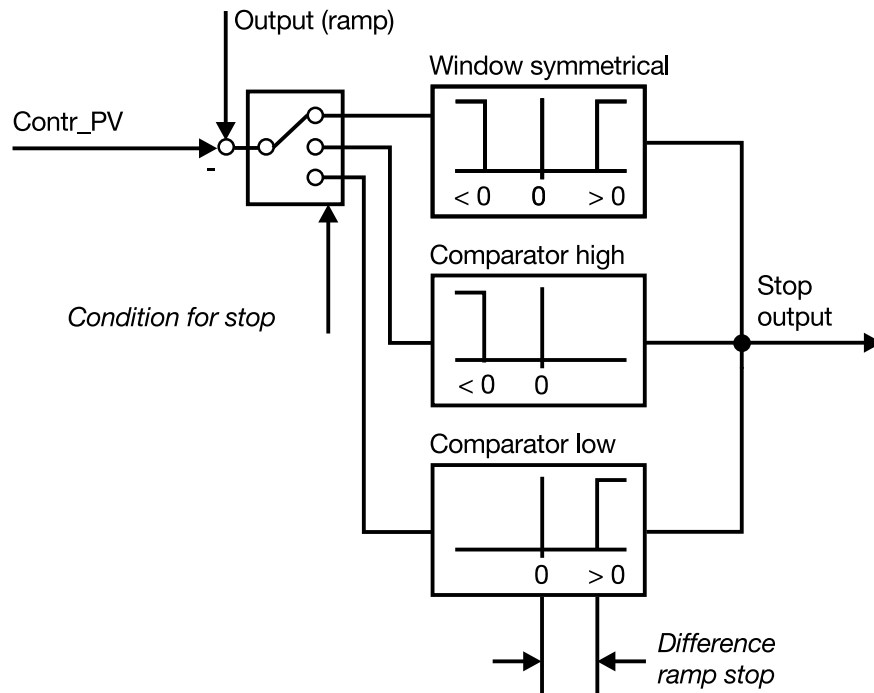 Output (ramp)
Window symmetrical
Contr_PV
-
< 0 0 > 0
Comparator high
Condition for stop
Stop
output
< 0 0
Comparator low
0 > 0
Difference
ramp stop